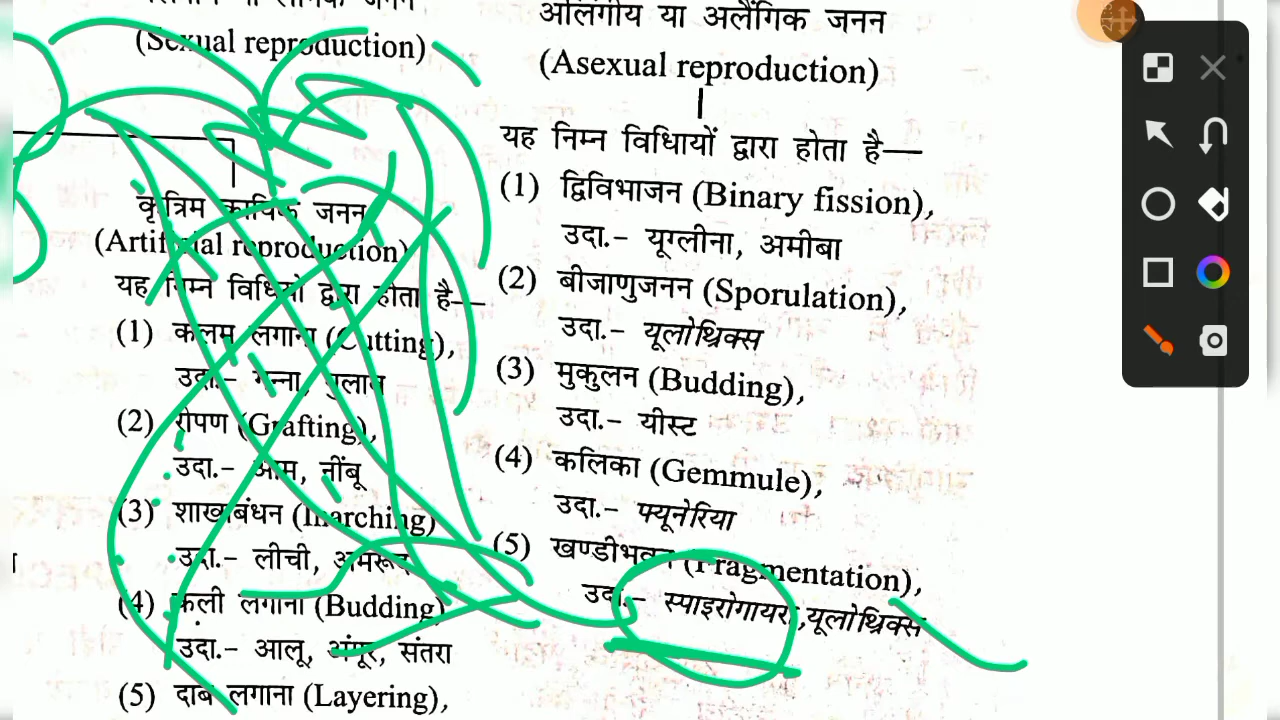 (Sexual reproduction)
कृत्रिम कायिक जनन
(Artificial reproduction)
यह निम्न विधियों द्वारा होता है—
(1) कलम लगाना (Cutting),
उदा.– गन्ना, गुलाब
(2) रोपण (Grafting),
उदा.– आम, नींबू
(3) शाखाबंधन (Inarching)
उदा.– लीची, अमरूद
(4) कली लगाना (Budding)
उदा.– आलू, अंगूर, संतरा
(5) दाब लगाना (Layering),
अलिंगीय या अलैंगिक जनन
(Asexual reproduction)
यह निम्न विधिायों द्वारा होता है—
(1) द्विविभाजन (Binary fission),
उदा.– यूग्लीना, अमीबा
(2) बीजाणुजनन (Sporulation),
उदा.– यूलोथ्रिक्स
(3) मुकुलन (Budding),
उदा.– यीस्ट
(4) कलिका (Gemmule),
उदा.– फ्यूनेरिया
(5) खण्डीभवन (Fragmentation),
उदा.– स्पाइरोगायरा,यूलोथ्रिक्स